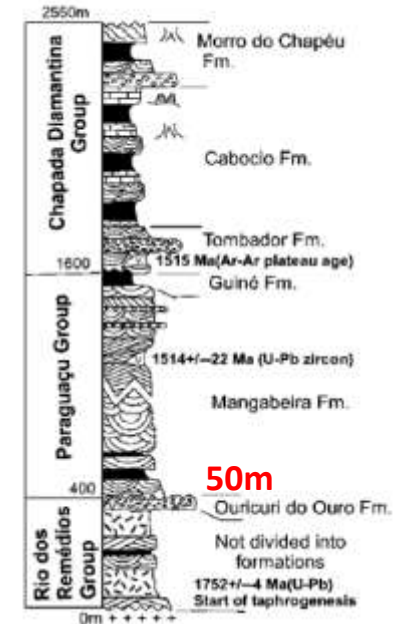 2550m
Morro do Chapéu
Fm.
Chapada Diamantina
Group
Cabocio Fm.
Tombador Fm.
1515 Ma(Ar-Ar plateau age)
1600
Guiné Fm.
Paraguaçu Group
1514+/-22 Ma (U-Pb zircon)
Mangabeira Fm.
50m
400
Ouricuri do Ouro Fm.
Rio dos
Remédios
Group
Not divided into
formations
1752+/-4 Ma(U-Pb)
Start of taphrogenesis
0m